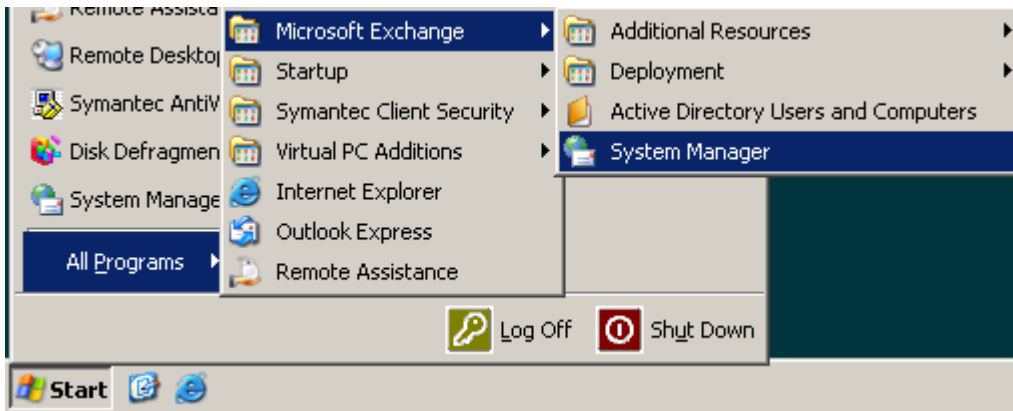 Remote Assista
Remote Desktop
Symantec AntiV
Disk Defragmen
System Manage
All Programs
Microsoft Exchange
Startup
Symantec Client Security
Virtual PC Additions
Internet Explorer
Outlook Express
Remote Assistance
Additional Resources
Deployment
Active Directory Users and Computers
System Manager
Log Off
Shut Down
Start